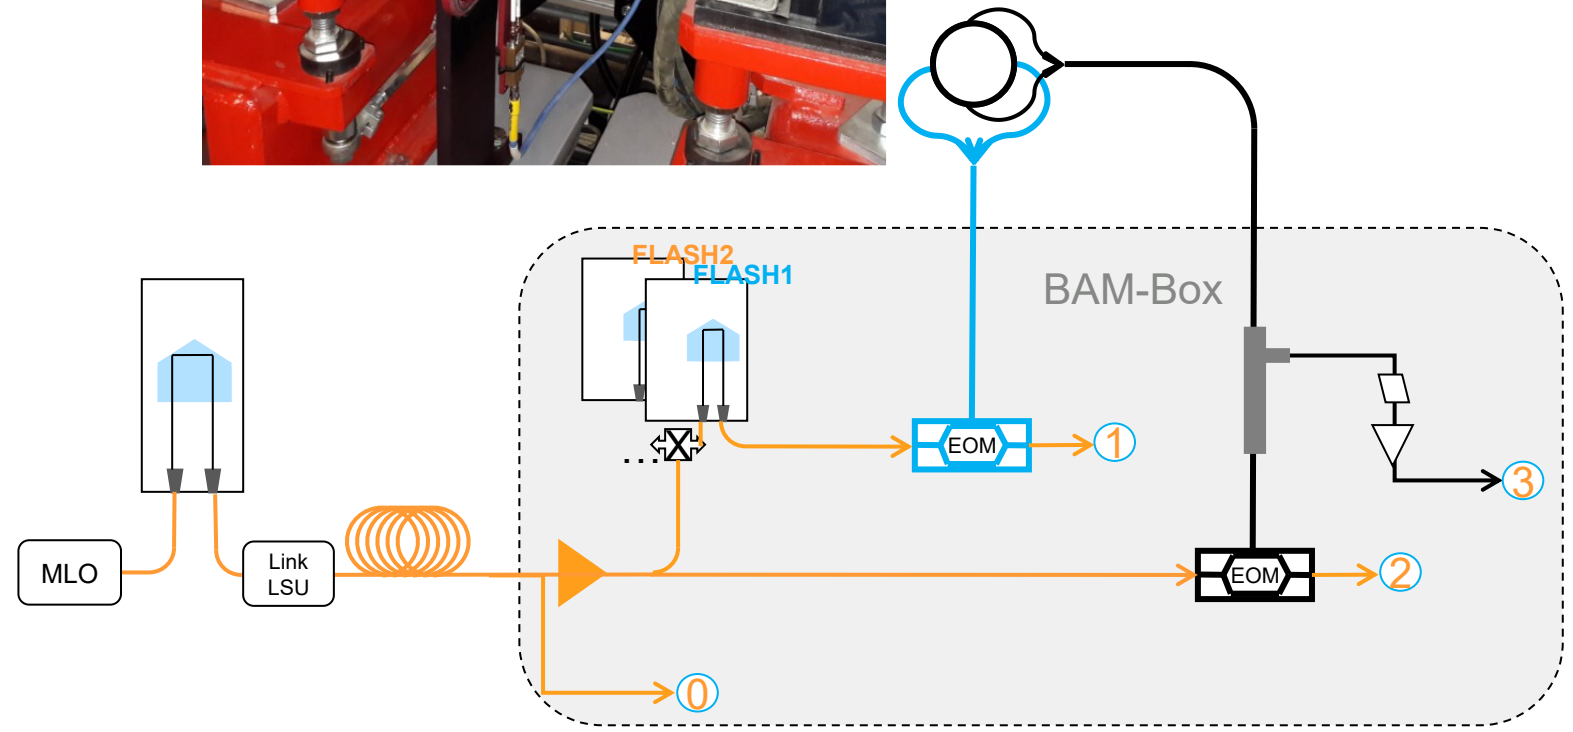 FLASH2
FLASH1
BAM-Box
EOM
1
...
3
MLO
Link
LSU
EOM
2
0